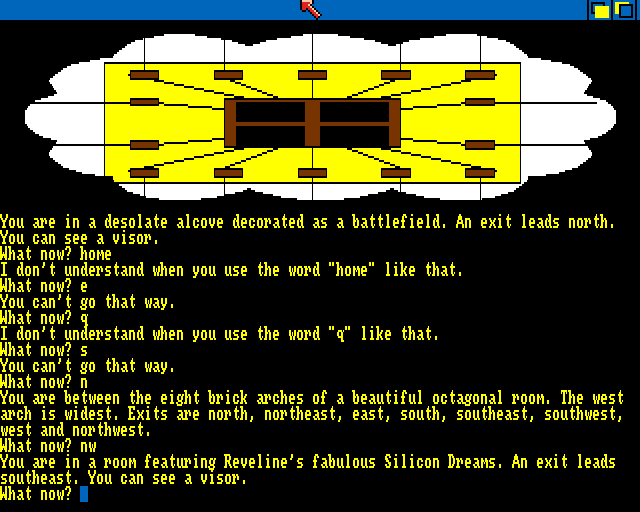 You are in a desolate alcove decorated as a battlefield. An exit leads north.
You can see a visor.
What now? home
I don't understand when you use the word "home" like that.
What now? e
You can't go that way.
What now? q
I don't understand when you use the word "q" like that.
What now? s
You can't go that way.
What now? n
You are between the eight brick arches of a beautiful octagonal room. The west
arch is widest. Exits are north, northeast, east, south, southeast, southwest,
west and northwest.
What now? nw
You are in a room featuring Reveline's fabulous Silicon Dreams. An exit leads
southeast. You can see a visor.
What now?